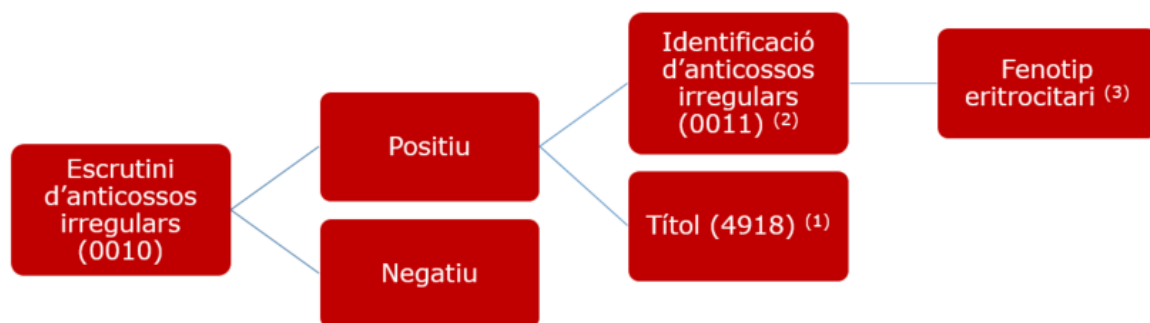 Escrutini
d’anticossos
irregulars
(0010)
Positiu
Negatiu
Identificació
d’anticossos
irregulars
(0011) (2)
Títol (4918) (1)
Fenotip
eritrocitari (3)